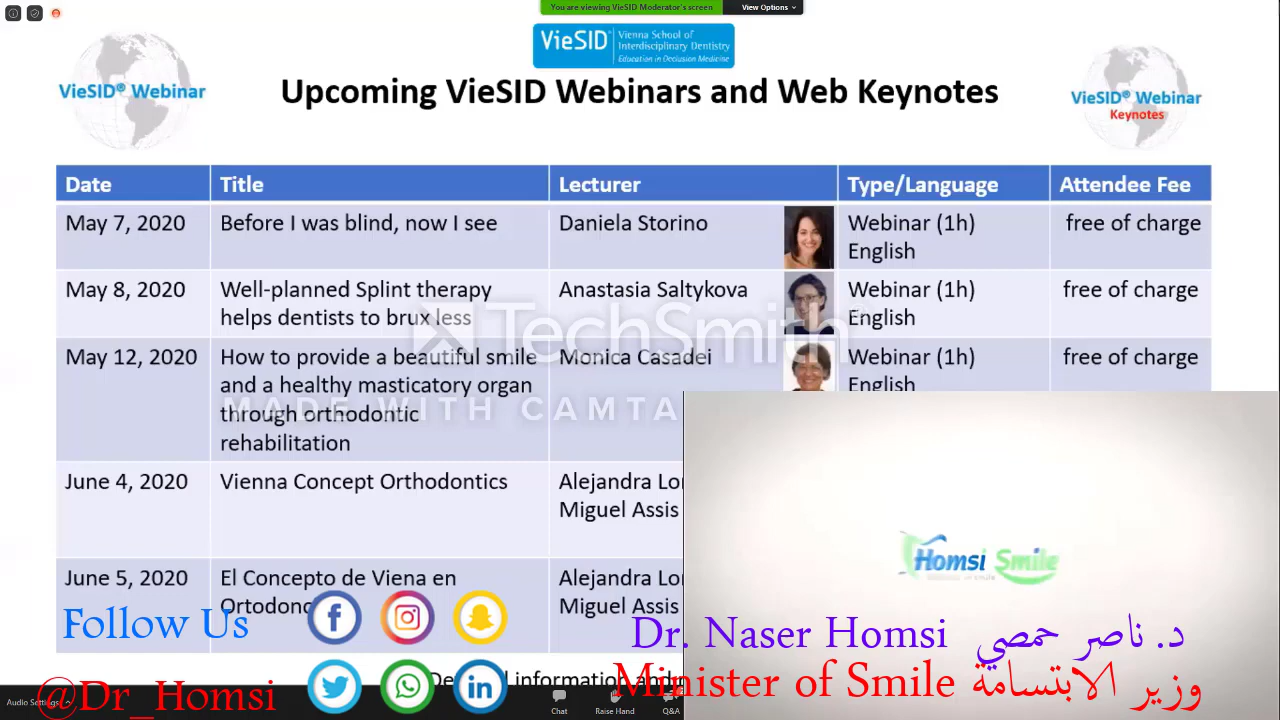 You are viewing VieSID Moderator's screen
View Options
VieSID® Vienna School of
Interdisciplinary Dentistry
Education in Occlusion Medicine
VieSID® Webinar
Upcoming VieSID Webinars and Web Keynotes
VieSID® Webinar
Keynotes
Date Title Lecturer Type/Language Attendee Fee
May 7, 2020 Before I was blind, now I see Daniela Storino Webinar (1h) free of charge
English
May 8, 2020 Well-planned Splint therapy Anastasia Saltykova Webinar (1h) free of charge
helps dentists to brux less English
TechSmith®
May 12, 2020 How to provide a beautiful smile Monica Casadei Webinar (1h) free of charge
and a healthy masticatory organ English
MADE WITH CAMTA
through orthodontic
rehabilitation
June 4, 2020 Vienna Concept Orthodontics Alejandra
Miguel Assis
June 5, 2020 El Concepto de Viena en Alejandra
Miguel Assis
Homsi Smile
Follow Us
Dr. Naser Homsi د. ناصر حمصي
information and
Minister of Smile وزير الابتسامة
@Dr_Homsi
Audio Settings
Chat
Raise Hand
Q&A